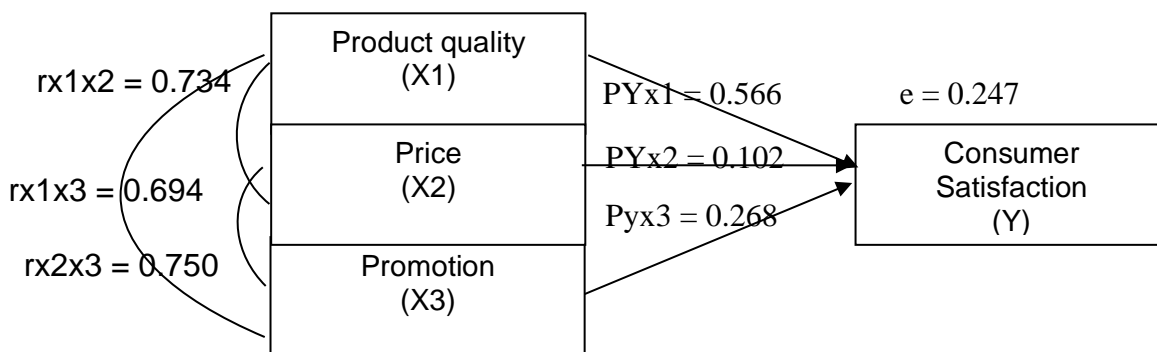 Product quality
(X1)
rx1x2 = 0.734
PYx1 = 0.566
e = 0.247
Price
(X2)
PYx2 = 0.102
Consumer
Satisfaction
(Y)
rx1x3 = 0.694
Pyx3 = 0.268
rx2x3 = 0.750
Promotion
(X3)